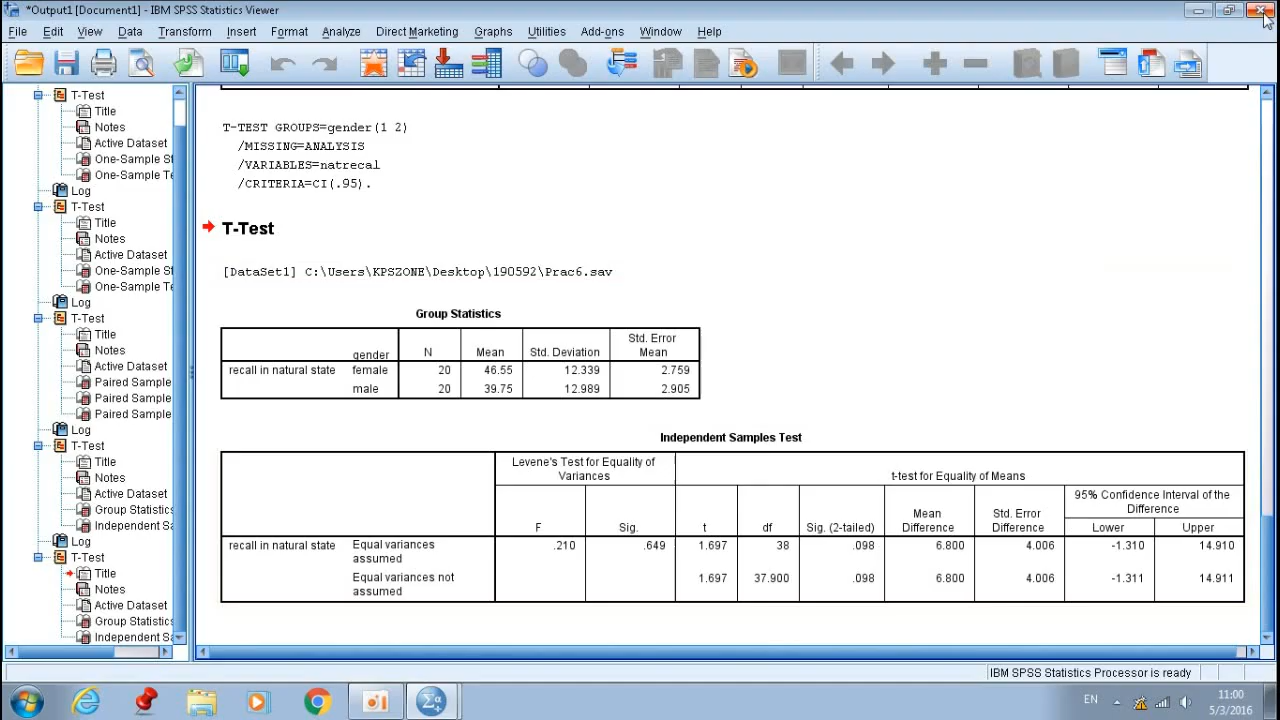 *Output1 [Document1] - IBM SPSS Statistics Viewer
File Edit View Data Transform Insert Format Analyze Direct Marketing Graphs Utilities Add-ons Window Help
T-Test
Title
Notes
Active Dataset
One-Sample St
One-Sample Te
Log
T-Test
Title
Notes
Active Dataset
One-Sample St
One-Sample Te
Log
T-Test
Title
Notes
Active Dataset
Paired Sample
Paired Sample
Paired Sample
Log
T-Test
Title
Notes
Active Dataset
Group Statistics
Independent Sa
Log
T-Test
Title
Notes
Active Dataset
Group Statistics
Independent Sa
T-TEST GROUPS=gender(1 2)
/MISSING=ANALYSIS
/VARIABLES=natrecal
/CRITERIA=CI(.95).
T-Test
[DataSet1] C:\Users\KPSZONE\Desktop\190592\Prac6.sav
Group Statistics
gender N Mean Std. Deviation Std. Error Mean
recall in natural state female 20 46.55 12.339 2.759
male 20 39.75 12.989 2.905
Independent Samples Test
Levene's Test for Equality of Variances t-test for Equality of Means
95% Confidence Interval of the Difference
F Sig. t df Sig. (2-tailed) Mean Difference Std. Error Difference Lower Upper
recall in natural state Equal variances assumed .210 .649 1.697 38 .098 6.800 4.006 -1.310 14.910
Equal variances not assumed 1.697 37.900 .098 6.800 4.006 -1.311 14.911
IBM SPSS Statistics Processor is ready
EN
11:00
5/3/2016